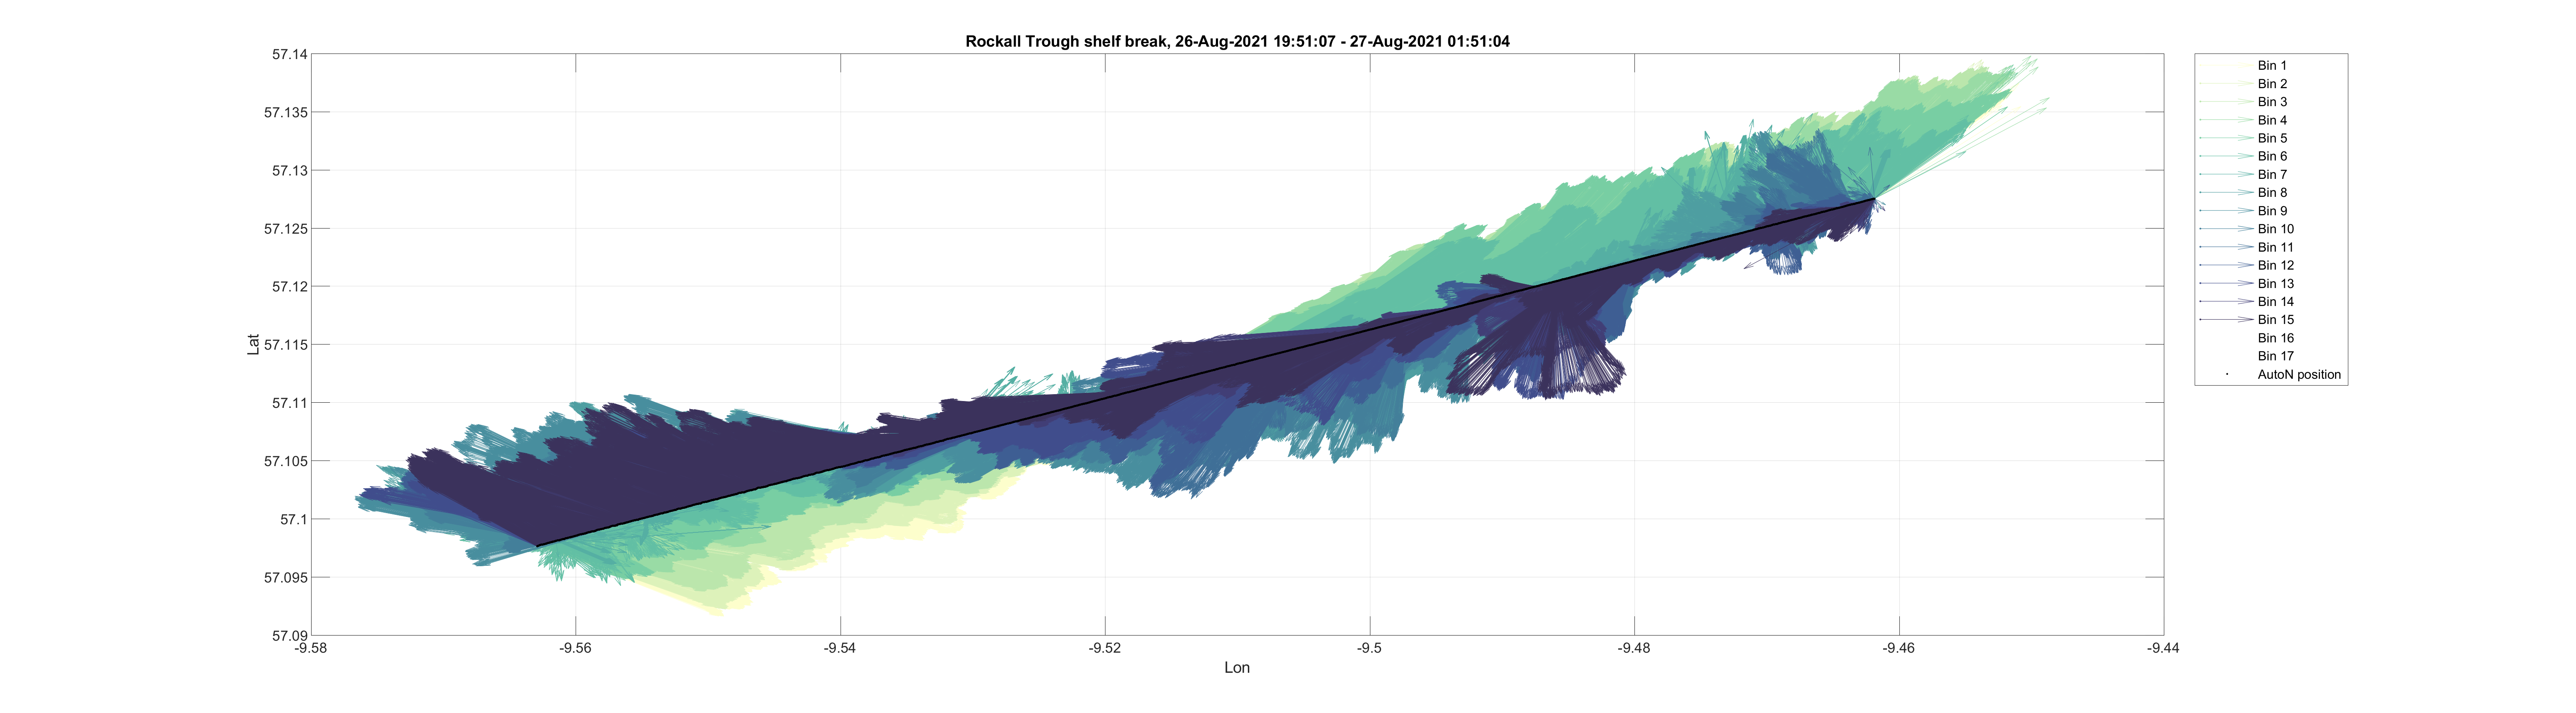 Rockall Trough shelf break, 26-Aug-2021 19:51:07 - 27-Aug-2021 01:51:04
57.14
57.135
57.13
57.125
57.12
57.115
57.11
57.105
57.1
57.095
57.09
Lat
-9.58
-9.56
-9.54
-9.52
-9.5
-9.48
-9.46
-9.44
Lon
Bin 1
Bin 2
Bin 3
Bin 4
Bin 5
Bin 6
Bin 7
Bin 8
Bin 9
Bin 10
Bin 11
Bin 12
Bin 13
Bin 14
Bin 15
Bin 16
Bin 17
AutoN position